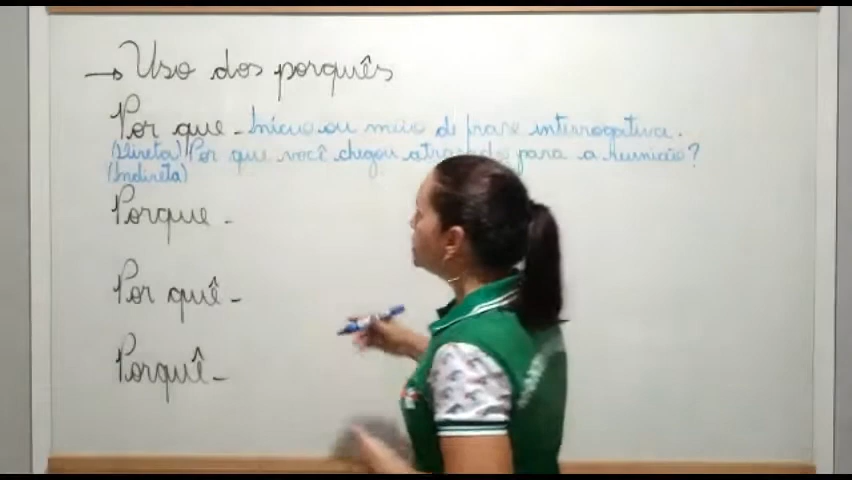 → Uso dos porquês
Por que - Início ou meio de frase interrogativa.
(Direta) Por que você chegou atrasado para a reunião?
(Indireta)
Porque -
Por quê -
Porquê -